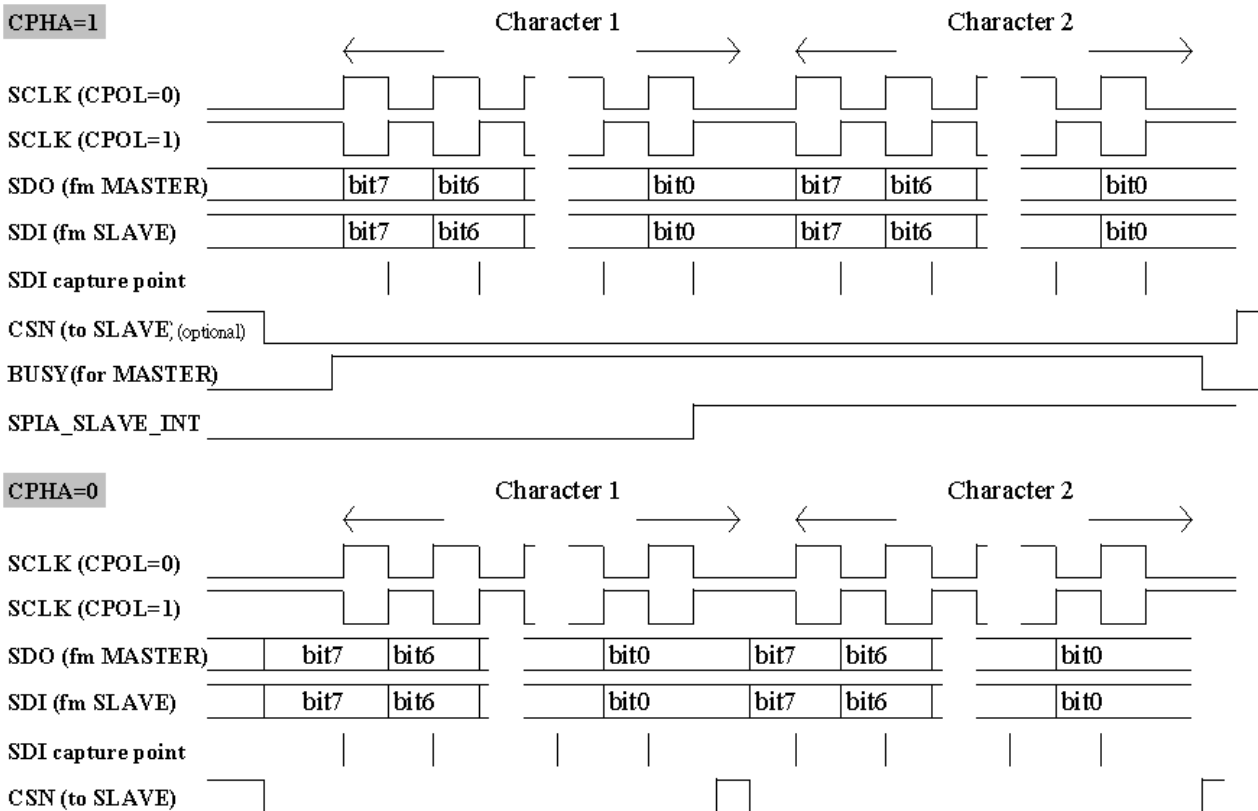 CPHA=1 Character 1 Character 2
SCLK (CPOL=0)
SCLK (CPOL=1)
SDO (fm MASTER) bit7 bit6 bit0 bit7 bit6 bit0
SDI (fm SLAVE) bit7 bit6 bit0 bit7 bit6 bit0
SDI capture point
CSN (to SLAVE) (optional)
BUSY(for MASTER)
SPIA_SLAVE_INT
CPHA=0 Character 1 Character 2
SCLK (CPOL=0)
SCLK (CPOL=1)
SDO (fm MASTER) bit7 bit6 bit0 bit7 bit6 bit0
SDI (fm SLAVE) bit7 bit6 bit0 bit7 bit6 bit0
SDI capture point
CSN (to SLAVE)